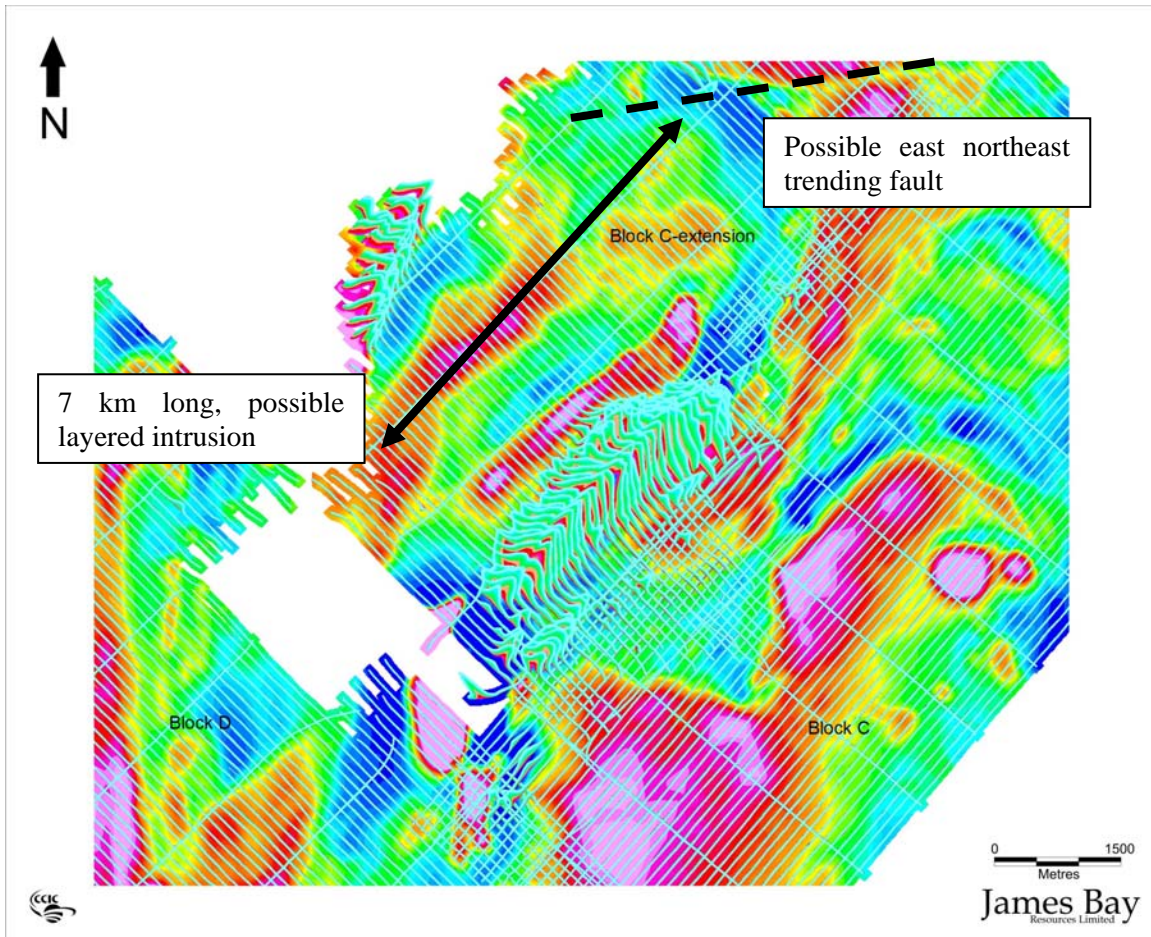 N
Possible east northeast
trending fault
Block C-extension
7 km long, possible
layered intrusion
Block D
Block C
0 1500
Metres
CCIC
James Bay
Resources Limited